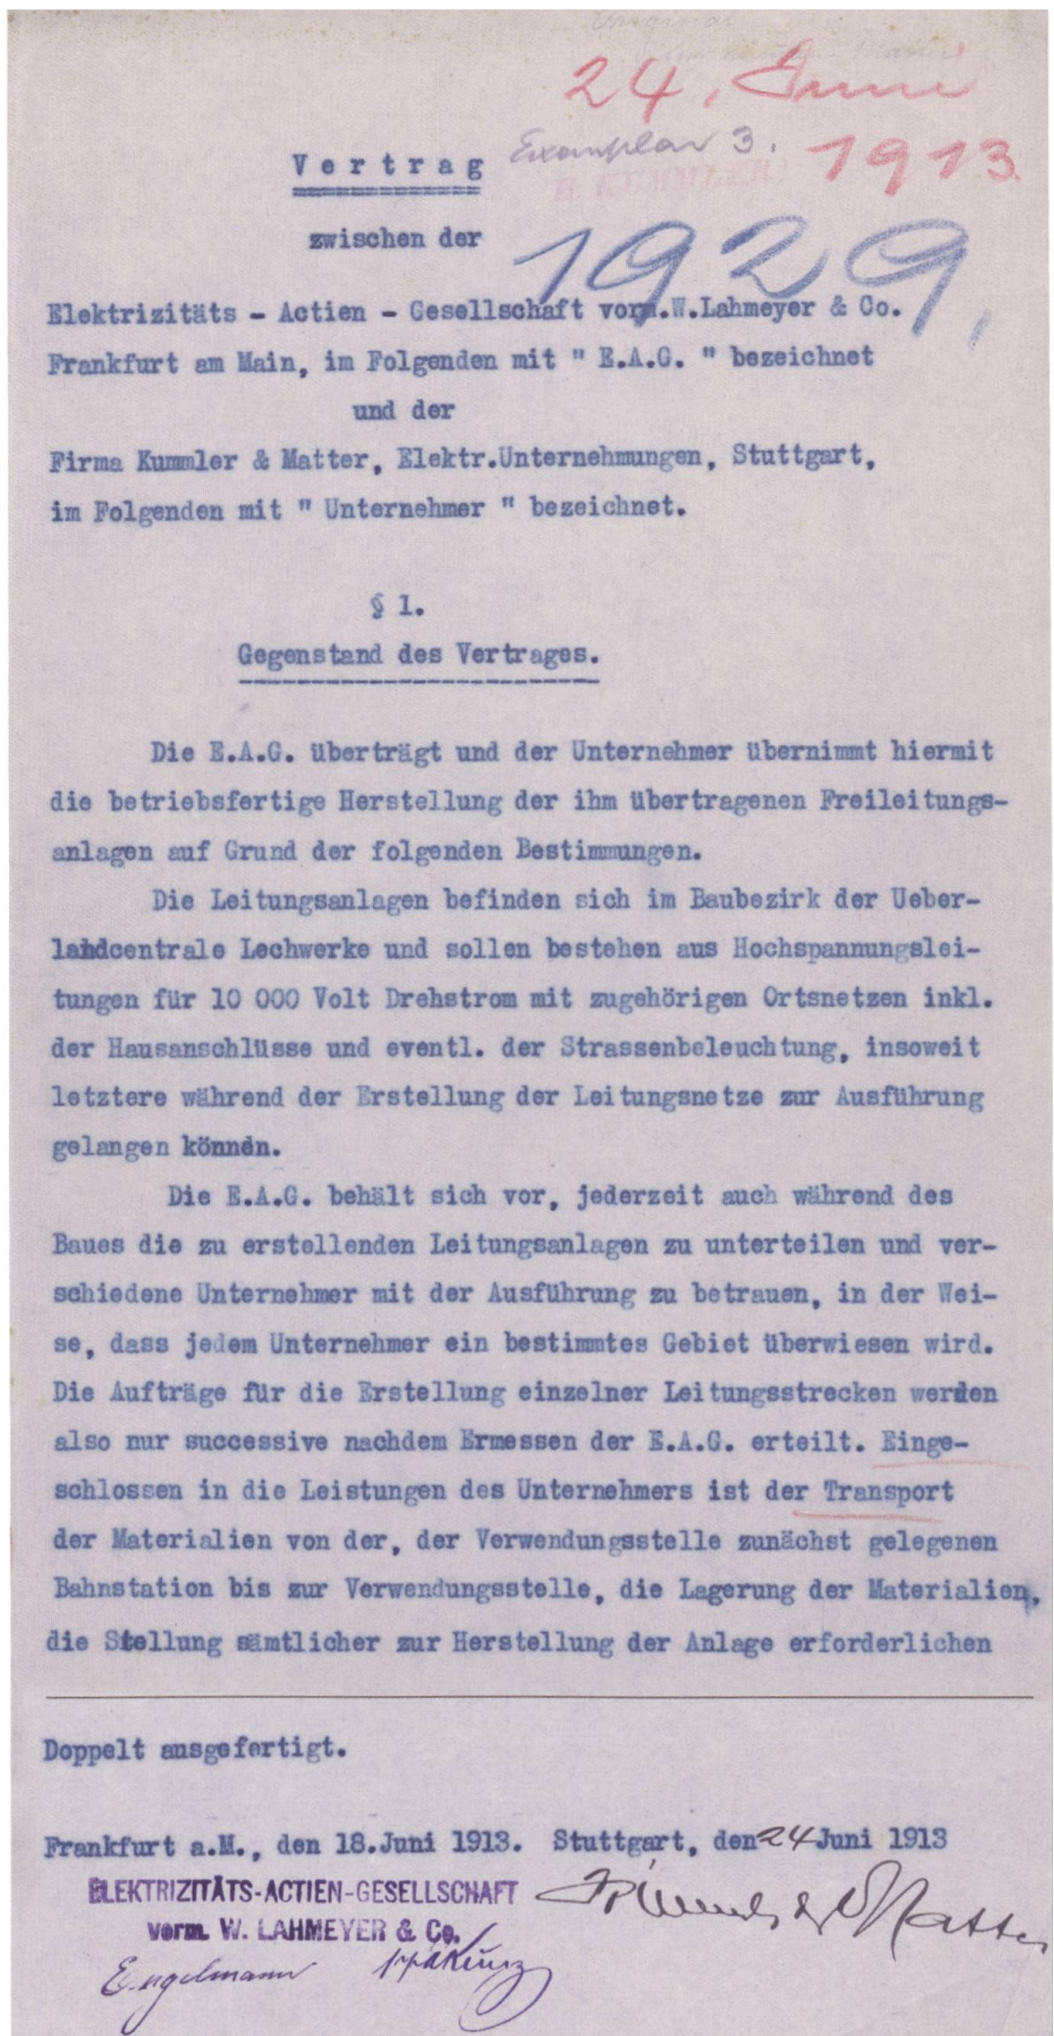 Original
24. Juni
Exemplar 3.
1913.
H. KUMMLER
Vertrag
zwischen der
1929,
Elektrizitäts - Actien - Gesellschaft vorm.W.Lahmeyer & Co.
Frankfurt am Main, im Folgenden mit " E.A.G. " bezeichnet
und der
Firma Kummler & Matter, Elektr.Unternehmungen, Stuttgart,
im Folgenden mit " Unternehmer " bezeichnet.
§ 1.
Gegenstand des Vertrages.
Die E.A.G. überträgt und der Unternehmer übernimmt hiermit
die betriebsfertige Herstellung der ihm übertragenen Freileitungs-
anlagen auf Grund der folgenden Bestimmungen.
Die Leitungsanlagen befinden sich im Baubezirk der Ueber-
landcentrale Lechwerke und sollen bestehen aus Hochspannungslei-
tungen für 10 000 Volt Drehstrom mit zugehörigen Ortsnetzen inkl.
der Hausanschlüsse und eventl. der Strassenbeleuchtung, insoweit
letztere während der Erstellung der Leitungsnetze zur Ausführung
gelangen können.
Die E.A.G. behält sich vor, jederzeit auch während des
Baues die zu erstellenden Leitungsanlagen zu unterteilen und ver-
schiedene Unternehmer mit der Ausführung zu betrauen, in der Wei-
se, dass jedem Unternehmer ein bestimmtes Gebiet überwiesen wird.
Die Aufträge für die Erstellung einzelner Leitungsstrecken werden
also nur successive nachdem Ermessen der E.A.G. erteilt. Einge-
schlossen in die Leistungen des Unternehmers ist der Transport
der Materialien von der, der Verwendungsstelle zunächst gelegenen
Bahnstation bis zur Verwendungsstelle, die Lagerung der Materialien,
die Stellung sämtlicher zur Herstellung der Anlage erforderlichen
Doppelt ausgefertigt.
Frankfurt a.M., den 18.Juni 1913. Stuttgart, den 24 Juni 1913
ELEKTRIZITÄTS-ACTIEN-GESELLSCHAFT
vorm. W. LAHMEYER & Co.
Kummler & Matter
Engelmann ppa Kunz